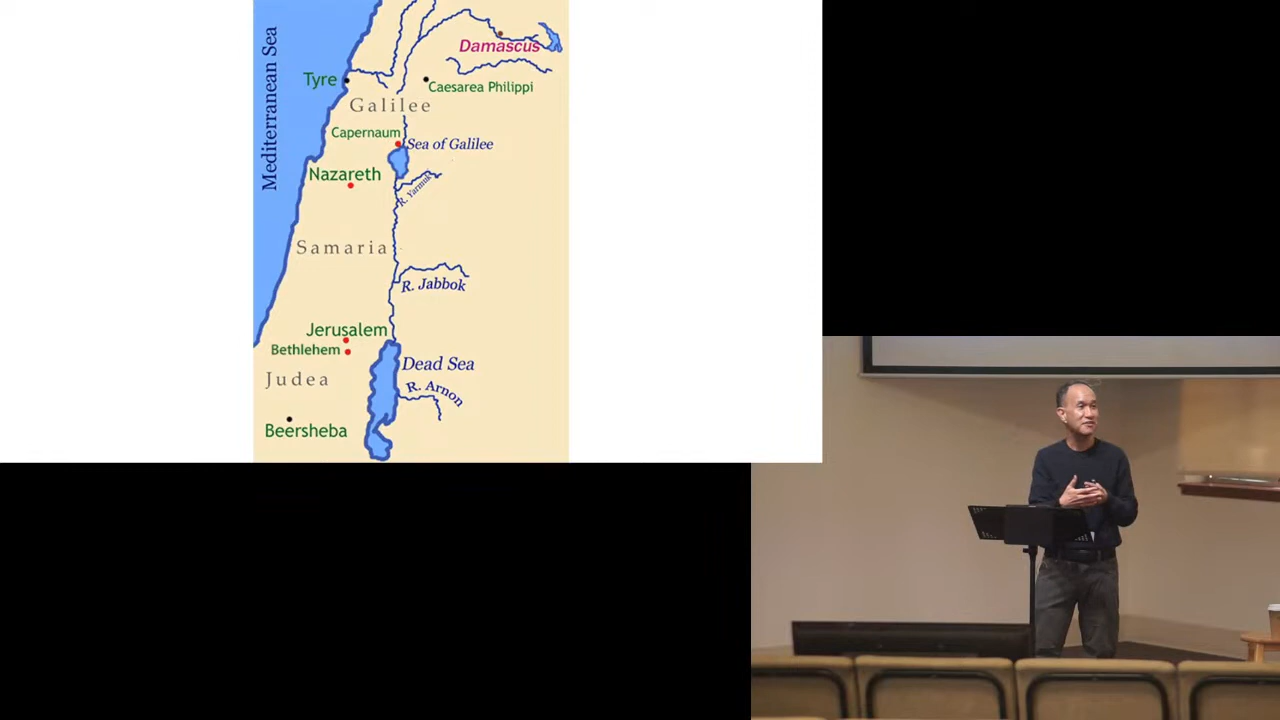 Mediterranean Sea
Damascus
Tyre
Caesarea Philippi
Galilee
Capernaum
Sea of Galilee
Nazareth
R. Yarmuk
Samaria
R. Jabbok
Jerusalem
Bethlehem
Dead Sea
Judea
R. Arnon
Beersheba